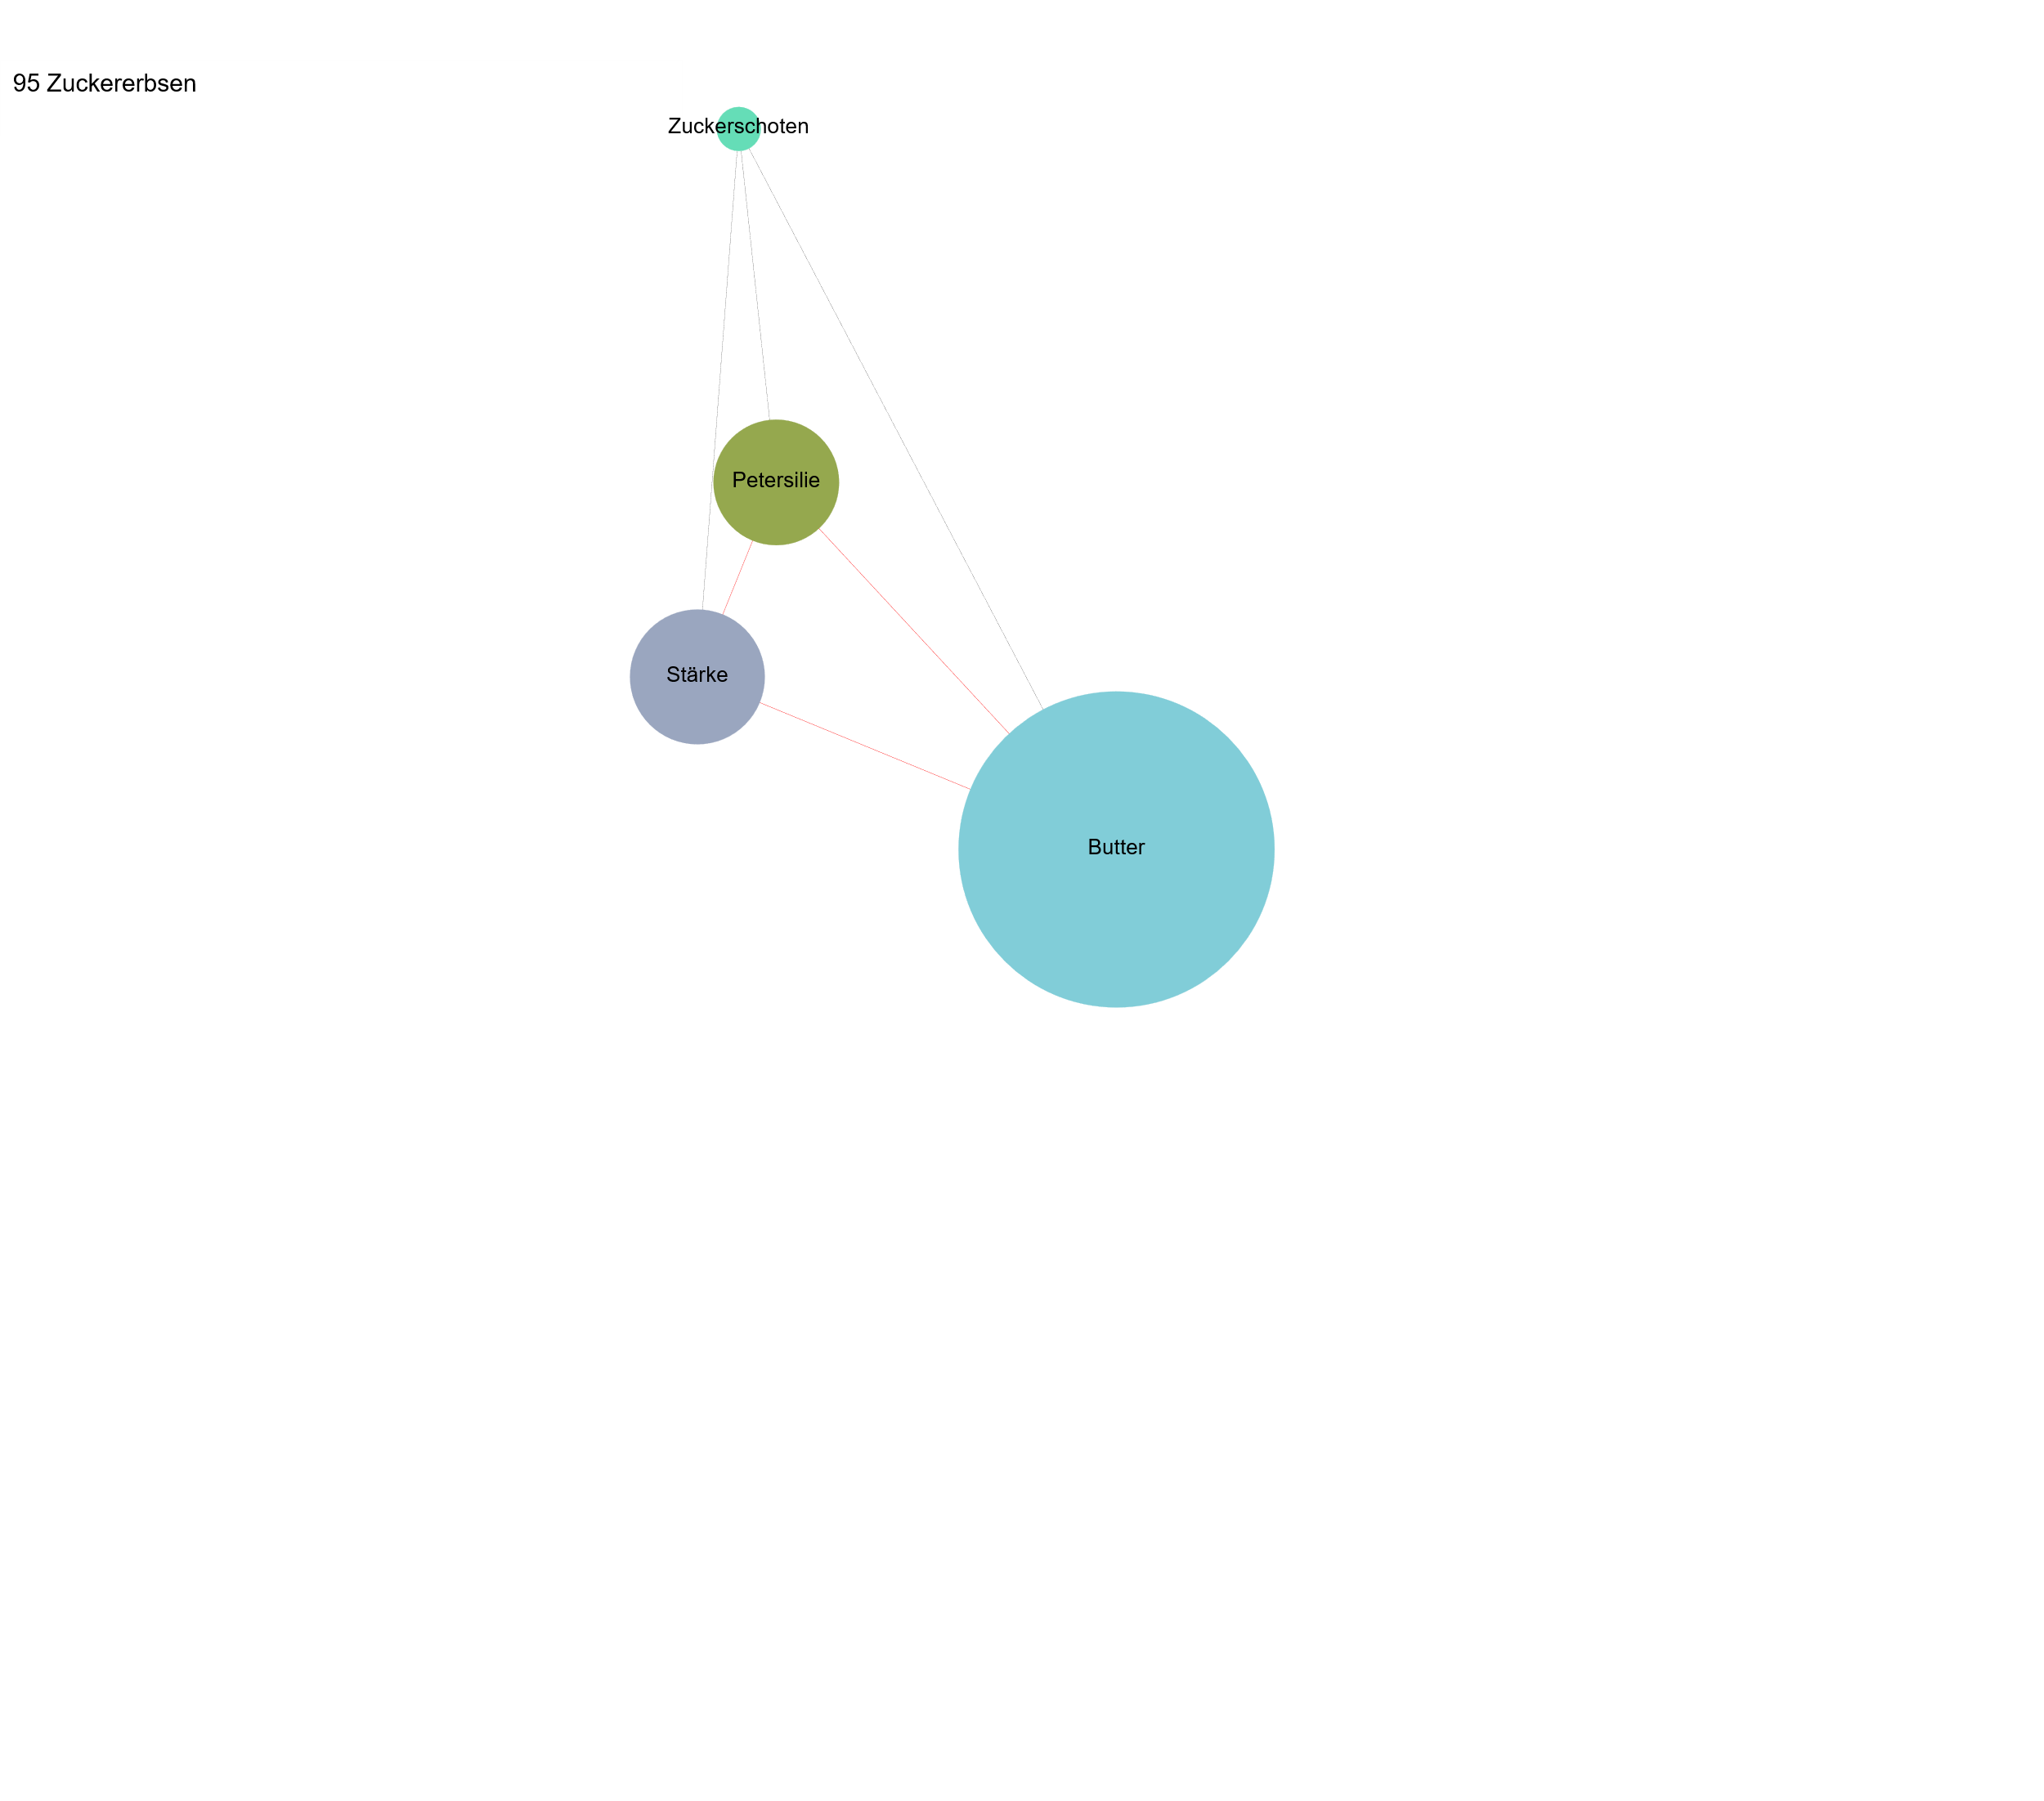 95 Zuckererbsen
Zuckerschoten
Petersilie
Stärke
Butter